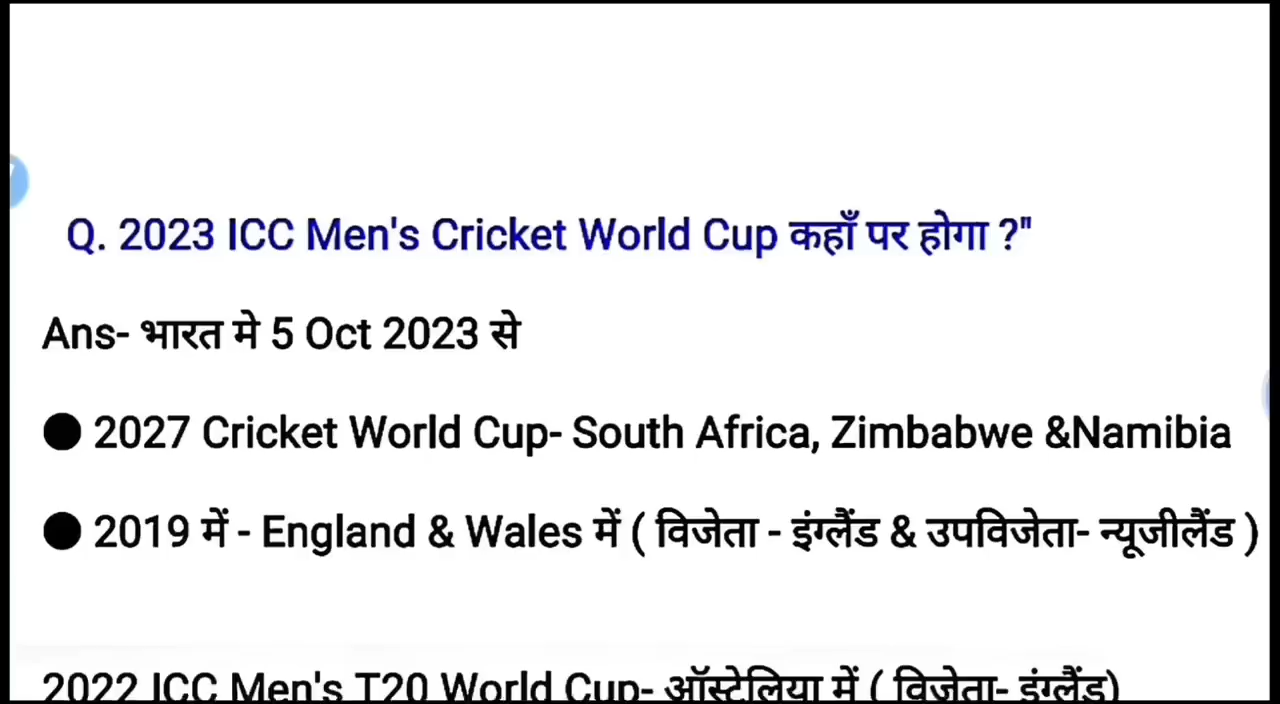 Q. 2023 ICC Men's Cricket World Cup कहाँ पर होगा ?"
Ans- भारत मे 5 Oct 2023 से
● 2027 Cricket World Cup- South Africa, Zimbabwe &Namibia
● 2019 में - England & Wales में ( विजेता - इंग्लैंड & उपविजेता- न्यूजीलैंड )
2022 ICC Men's T20 World Cup- ऑस्टेलिया में ( विजेता- इंग्लैंड)